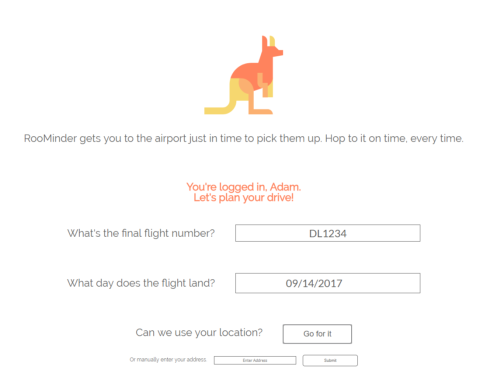 RooMinder gets you to the airport just in time to pick them up. Hop to it on time, every time.
You're logged in, Adam.
Let's plan your drive!
What's the final flight number? DL1234
What day does the flight land? 09/14/2017
Can we use your location? Go for it
Or manually enter your address. Enter Address Submit